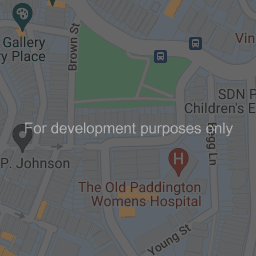 Gallery
y Place
Brown St
Vin
SDN P
Children's E
For development purposes only
Legg Ln
P. Johnson
H
The Old Paddington
Womens Hospital
Young St